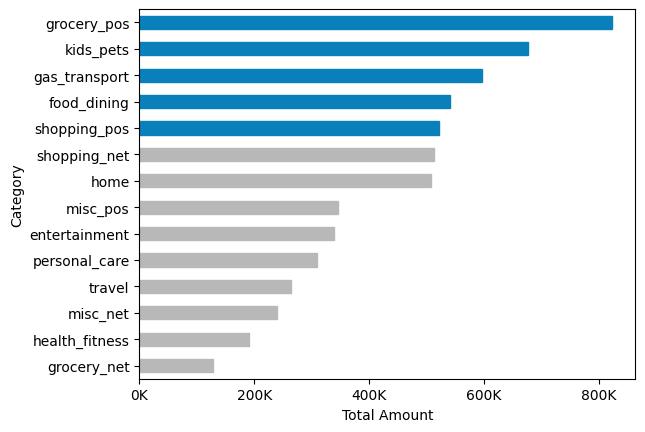 grocery_pos
kids_pets
gas_transport
food_dining
shopping_pos
shopping_net
home
misc_pos
entertainment
personal_care
travel
misc_net
health_fitness
grocery_net
Category
0K 200K 400K 600K 800K
Total Amount